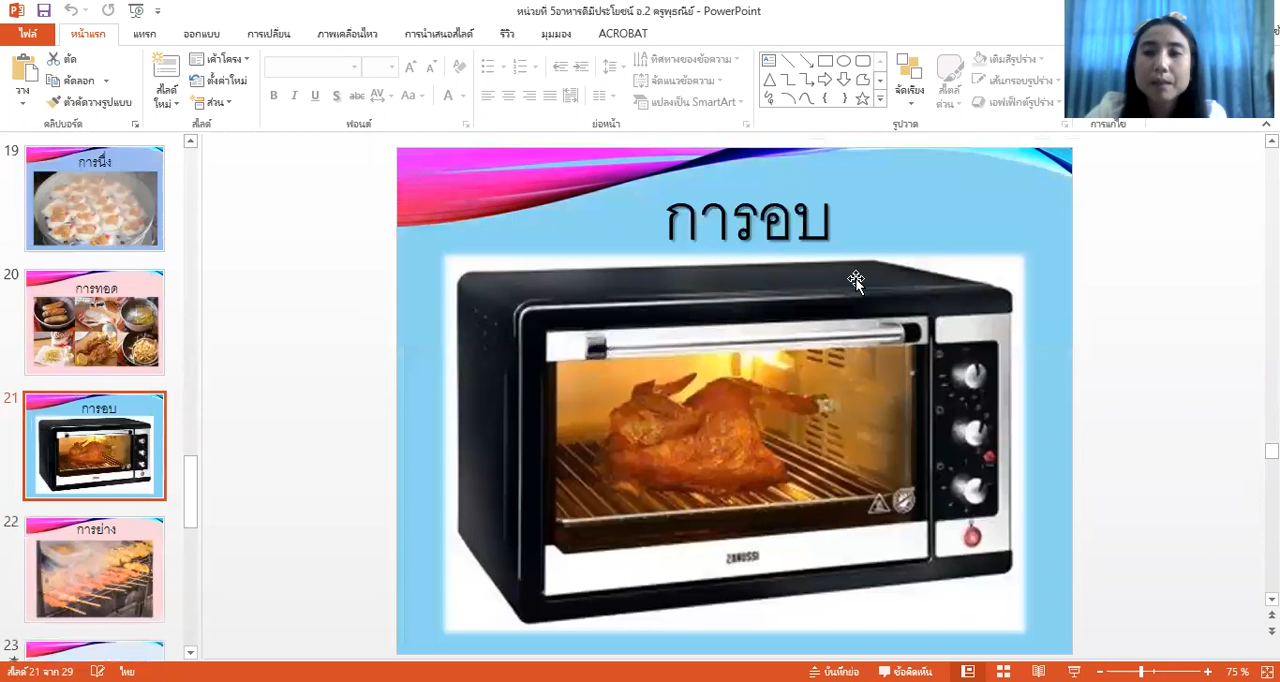 หน่วยที่ 5อาหารดีมีประโยชน์ อ.2 ครูพุธณีย์ - PowerPoint
ไฟล์ หน้าแรก แทรก ออกแบบ การเปลี่ยน ภาพเคลื่อนไหว การนำเสนอสไลด์ รีวิว มุมมอง ACROBAT
วาง
ตัด
คัดลอก
ตัวคัดวางรูปแบบ
คลิปบอร์ด
สไลด์
ใหม่
เค้าโครง
ตั้งค่าใหม่
ส่วน
สไลด์
B I U S abc AV Aa A
ฟอนต์
ทิศทางของข้อความ
จัดแนวข้อความ
แปลงเป็น SmartArt
ย่อหน้า
จัดเรียง
สไตล์
ด่วน
เติมสีรูปร่าง
เส้นกรอบรูปร่าง
เอฟเฟ็กต์รูปร่าง
รูปวาด
การแก้ไข
19
การนึ่ง
20
การทอด
21
การอบ
22
การย่าง
23
การอบ
ZANUSSI
สไลด์ 21 จาก 29 ไทย บันทึกย่อ ข้อคิดเห็น 75 %